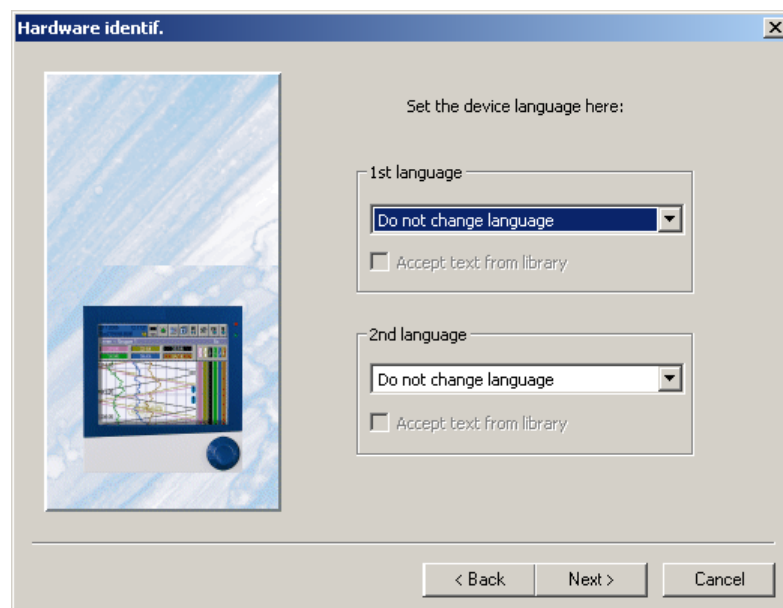 Hardware identif.
Set the device language here:
1st language
Do not change language
Accept text from library
2nd language
Do not change language
Accept text from library
< Back
Next >
Cancel